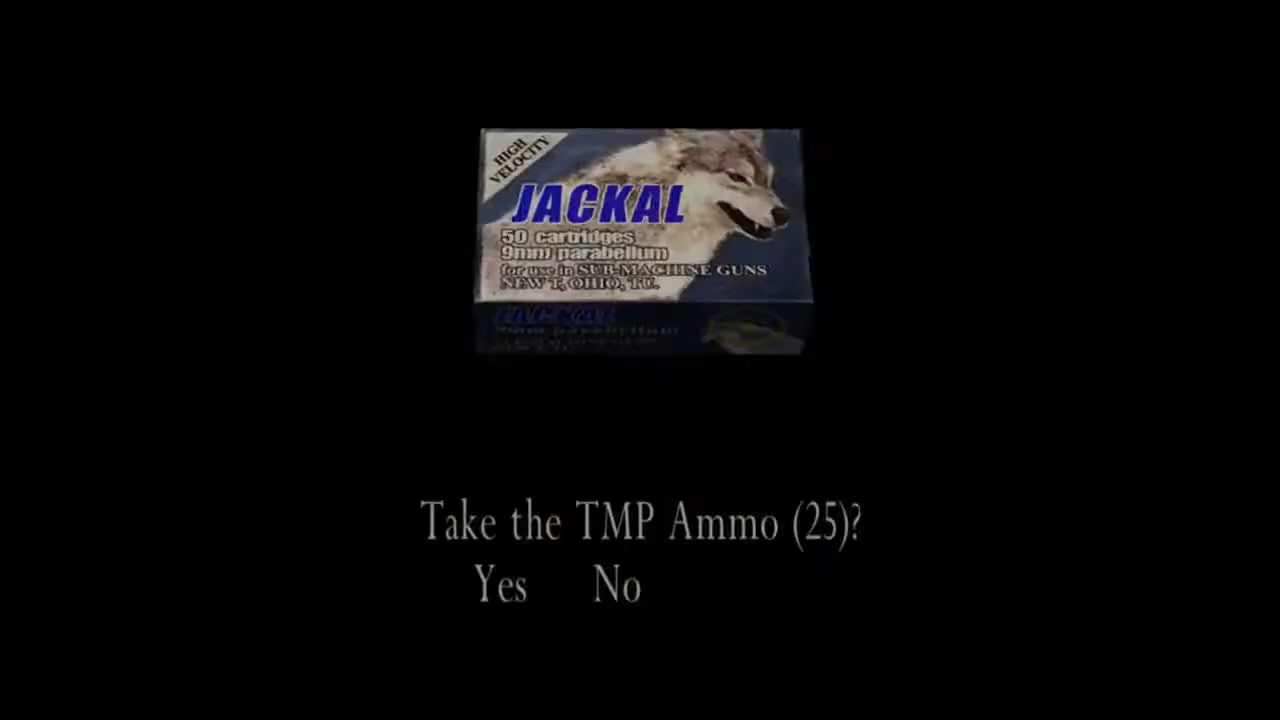 HIGH
VELOCITY
JACKAL
50 cartridges
9mm parabellum
for use in SUB-MACHINE GUNS
NEW T, OHIO, TU.
JACKAL
Take the TMP Ammo (25)?
Yes No